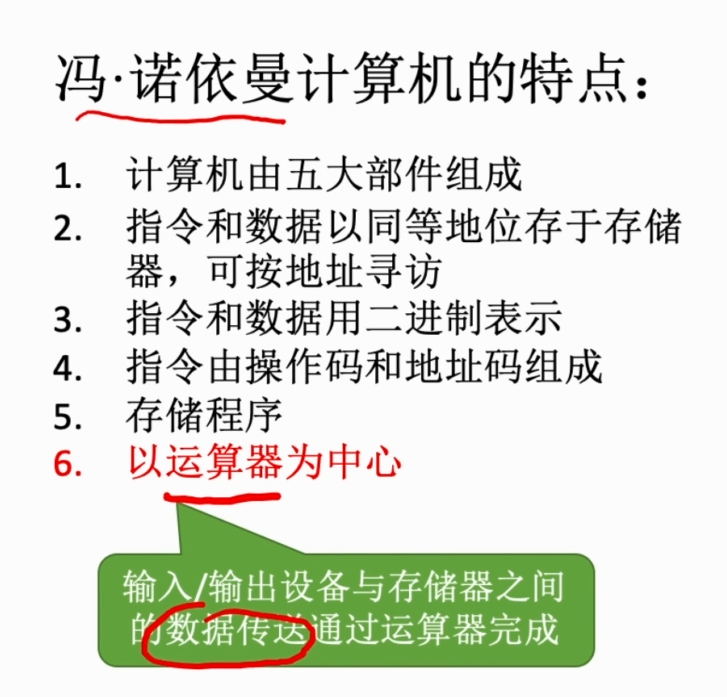 冯·诺依曼计算机的特点：
1. 计算机由五大部件组成
2. 指令和数据以同等地位存于存储
器，可按地址寻访
3. 指令和数据用二进制表示
4. 指令由操作码和地址码组成
5. 存储程序
6. 以运算器为中心
输入/输出设备与存储器之间
的数据传送通过运算器完成